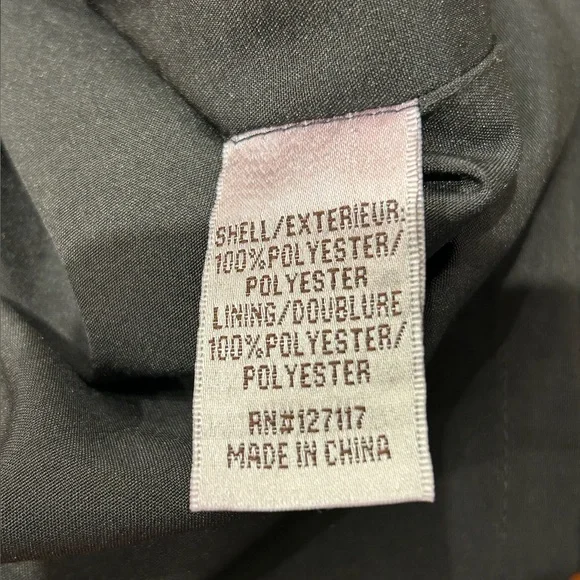 SHELL/EXTERIEUR:
100%POLYESTER/
POLYESTER
LINING/DOUBLURE
100%POLYESTER/
POLYESTER
RN#127117
MADE IN CHINA